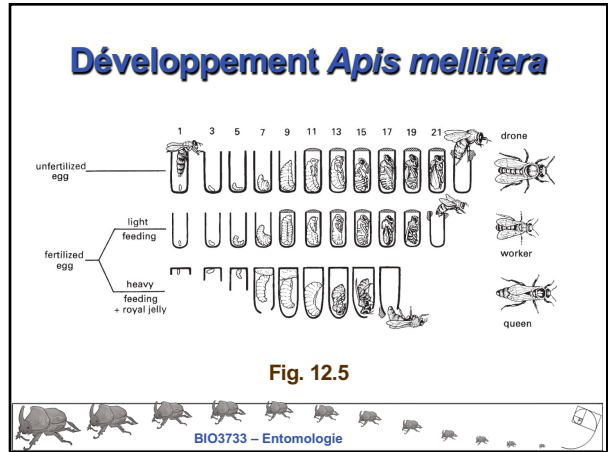 Développement Apis mellifera
1 3 5 7 9 11 13 15 17 19 21
drone
unfertilized
egg
light
feeding
worker
fertilized
egg
heavy
feeding
+ royal jelly
queen
Fig. 12.5
BIO3733 – Entomologie